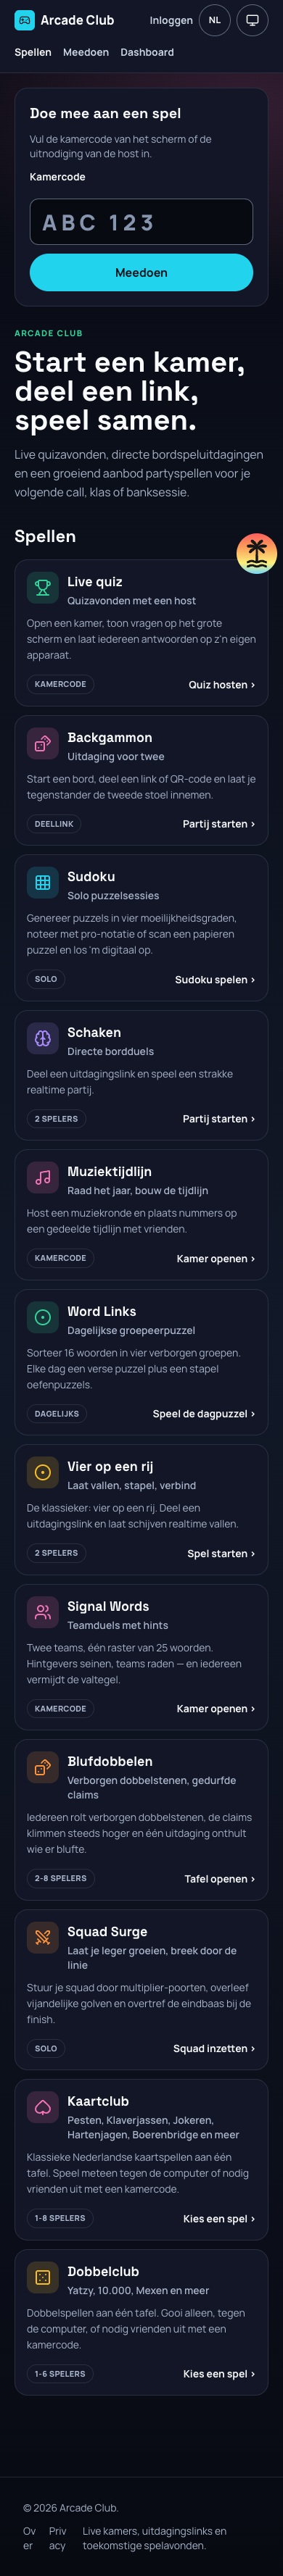 Arcade Club
Inloggen
NL
Spellen
Meedoen
Dashboard
Doe mee aan een spel
Vul de kamercode van het scherm of de
uitnodiging van de host in.
Kamercode
ABC 123
Meedoen
ARCADE CLUB
Start een kamer,
deel een link,
speel samen.
Live quizavonden, directe bordspeluitdagingen
en een groeiend aanbod partyspellen voor je
volgende call, klas of banksessie.
Spellen
Live quiz
Quizavonden met een host
Open een kamer, toon vragen op het grote
scherm en laat iedereen antwoorden op z'n eigen
apparaat.
KAMERCODE
Quiz hosten ›
Backgammon
Uitdaging voor twee
Start een bord, deel een link of QR-code en laat je
tegenstander de tweede stoel innemen.
DEELLINK
Partij starten ›
Sudoku
Solo puzzelsessies
Genereer puzzels in vier moeilijkheidsgraden,
noteer met pro-notatie of scan een papieren
puzzel en los 'm digitaal op.
SOLO
Sudoku spelen ›
Schaken
Directe bordduels
Deel een uitdagingslink en speel een strakke
realtime partij.
2 SPELERS
Partij starten ›
Muziektijdlijn
Raad het jaar, bouw de tijdlijn
Host een muziekronde en plaats nummers op
een gedeelde tijdlijn met vrienden.
KAMERCODE
Kamer openen ›
Word Links
Dagelijkse groepeerpuzzel
Sorteer 16 woorden in vier verborgen groepen.
Elke dag een verse puzzel plus een stapel
oefenpuzzels.
DAGELIJKS
Speel de dagpuzzel ›
Vier op een rij
Laat vallen, stapel, verbind
De klassieker: vier op een rij. Deel een
uitdagingslink en laat schijven realtime vallen.
2 SPELERS
Spel starten ›
Signal Words
Teamduels met hints
Twee teams, één raster van 25 woorden.
Hintgevers seinen, teams raden — en iedereen
vermijdt de valtegel.
KAMERCODE
Kamer openen ›
Blufdobbelen
Verborgen dobbelstenen, gedurfde
claims
Iedereen rolt verborgen dobbelstenen, de claims
klimmen steeds hoger en één uitdaging onthult
wie er blufte.
2-8 SPELERS
Tafel openen ›
Squad Surge
Laat je leger groeien, breek door de
linie
Stuur je squad door multiplier-poorten, overleef
vijandelijke golven en overtref de eindbaas bij de
finish.
SOLO
Squad inzetten ›
Kaartclub
Pesten, Klaverjassen, Jokeren,
Hartenjagen, Boerenbridge en meer
Klassieke Nederlandse kaartspellen aan één
tafel. Speel meteen tegen de computer of nodig
vrienden uit met een kamercode.
1-8 SPELERS
Kies een spel ›
Dobbelclub
Yatzy, 10.000, Mexen en meer
Dobbelspellen aan één tafel. Gooi alleen, tegen
de computer, of nodig vrienden uit met een
kamercode.
1-6 SPELERS
Kies een spel ›
© 2026 Arcade Club.
Ov
er
Priv
acy
Live kamers, uitdagingslinks en
toekomstige spelavonden.